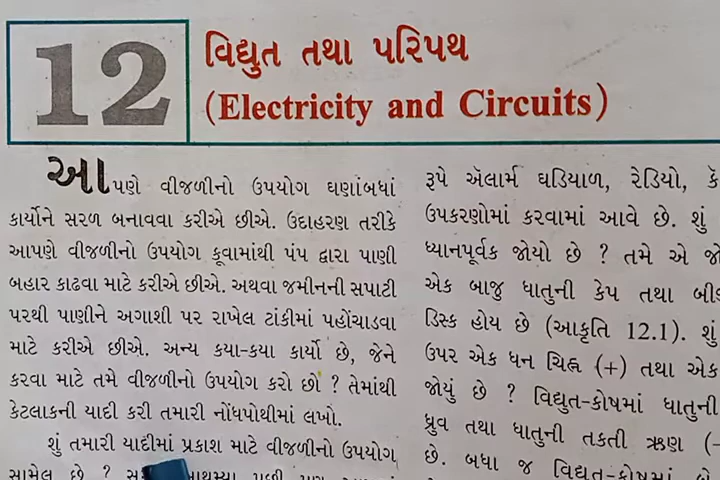 12
વિદ્યુત તથા પરિપથ
(Electricity and Circuits)
આપણે વીજળીનો ઉપયોગ ઘણાંબધાં
કાર્યોને સરળ બનાવવા કરીએ છીએ. ઉદાહરણ તરીકે
આપણે વીજળીનો ઉપયોગ કૂવામાંથી પંપ દ્વારા પાણી
બહાર કાઢવા માટે કરીએ છીએ. અથવા જમીનની સપાટી
પરથી પાણીને અગાશી પર રાખેલ ટાંકીમાં પહોંચાડવા
માટે કરીએ છીએ. અન્ય કયા-કયા કાર્યો છે, જેને
કરવા માટે તમે વીજળીનો ઉપયોગ કરો છો ? તેમાંથી
કેટલાકની યાદી કરી તમારી નોંધપોથીમાં લખો.
શું તમારી યાદીમાં પ્રકાશ માટે વીજળીનો ઉપયોગ
સામેલ છે ?
રૂપે ઍલાર્મ ઘડિયાળ, રેડિયો,
ઉપકરણોમાં કરવામાં આવે છે. શું
ધ્યાનપૂર્વક જોયો છે ? તમે એ
એક બાજુ ધાતુની કેપ તથા
ડિસ્ક હોય છે (આકૃતિ 12.1). શું
ઉપર એક ધન ચિહ્ન (+) તથા એક
જોયું છે ? વિદ્યુત-કોષમાં ધાતુની
ધ્રુવ તથા ધાતુની તકતી ઋણ (–
છે. બધા જ વિદ્યુત-કોષમાં